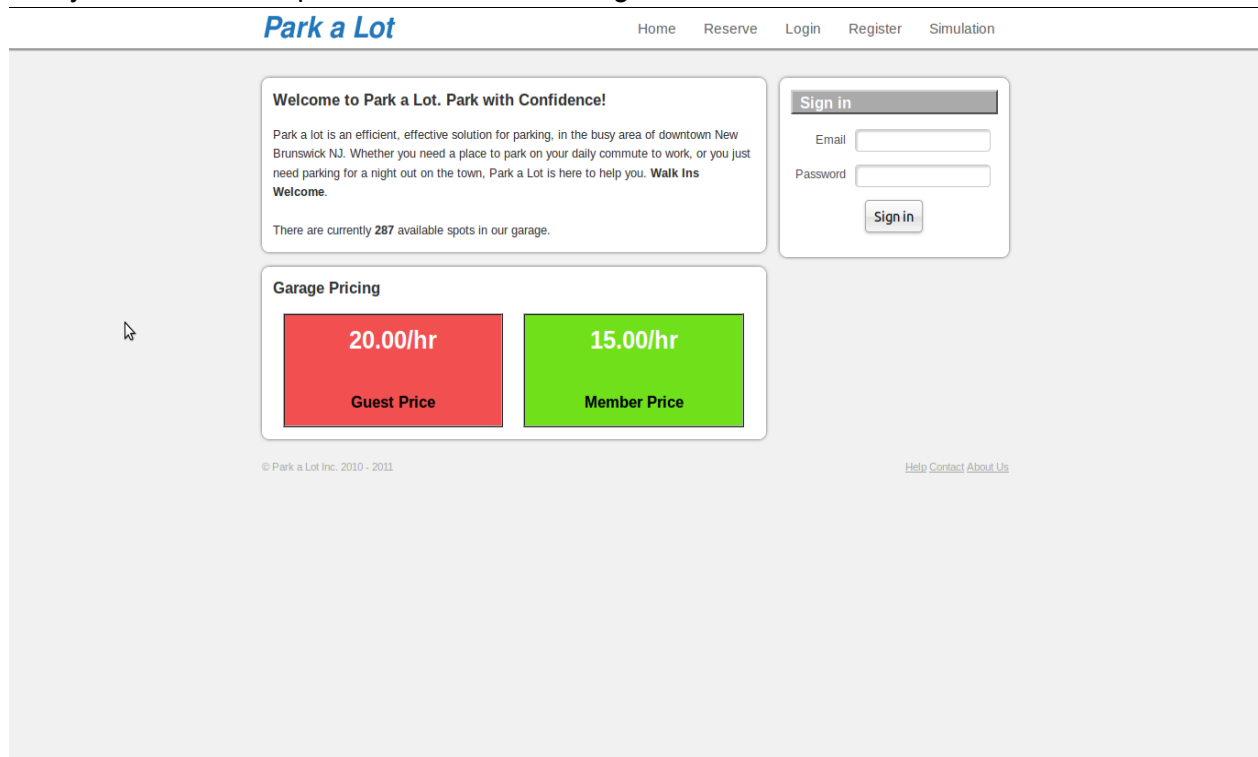 Park a Lot
Home Reserve Login Register Simulation
Welcome to Park a Lot. Park with Confidence!
Park a lot is an efficient, effective solution for parking, in the busy area of downtown New
Brunswick NJ. Whether you need a place to park on your daily commute to work, or you just
need parking for a night out on the town, Park a Lot is here to help you. Walk Ins
Welcome.
There are currently 287 available spots in our garage.
Sign in
Email
Password
Sign in
Garage Pricing
20.00/hr
Guest Price
15.00/hr
Member Price
© Park a Lot Inc. 2010 - 2011
Help Contact About Us